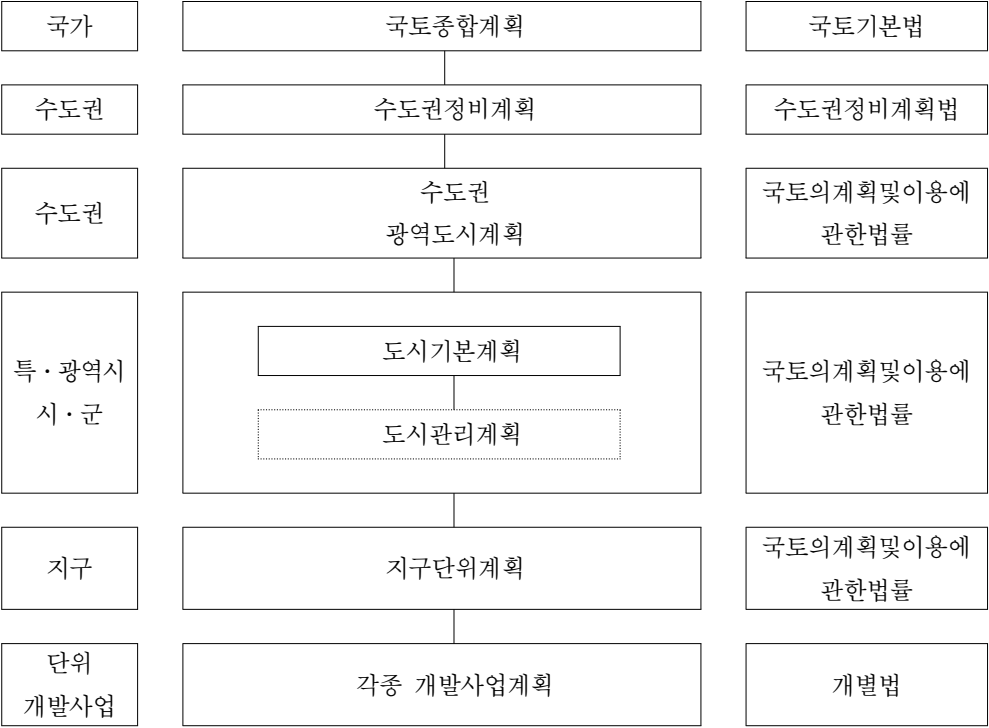 국가
국토종합계획
국토기본법
수도권
수도권정비계획
수도권정비계획법
수도권
수도권
광역도시계획
국토의계획및이용에
관한법률
특·광역시
시·군
도시기본계획
도시관리계획
국토의계획및이용에
관한법률
지구
지구단위계획
국토의계획및이용에
관한법률
단위
개발사업
각종 개발사업계획
개별법